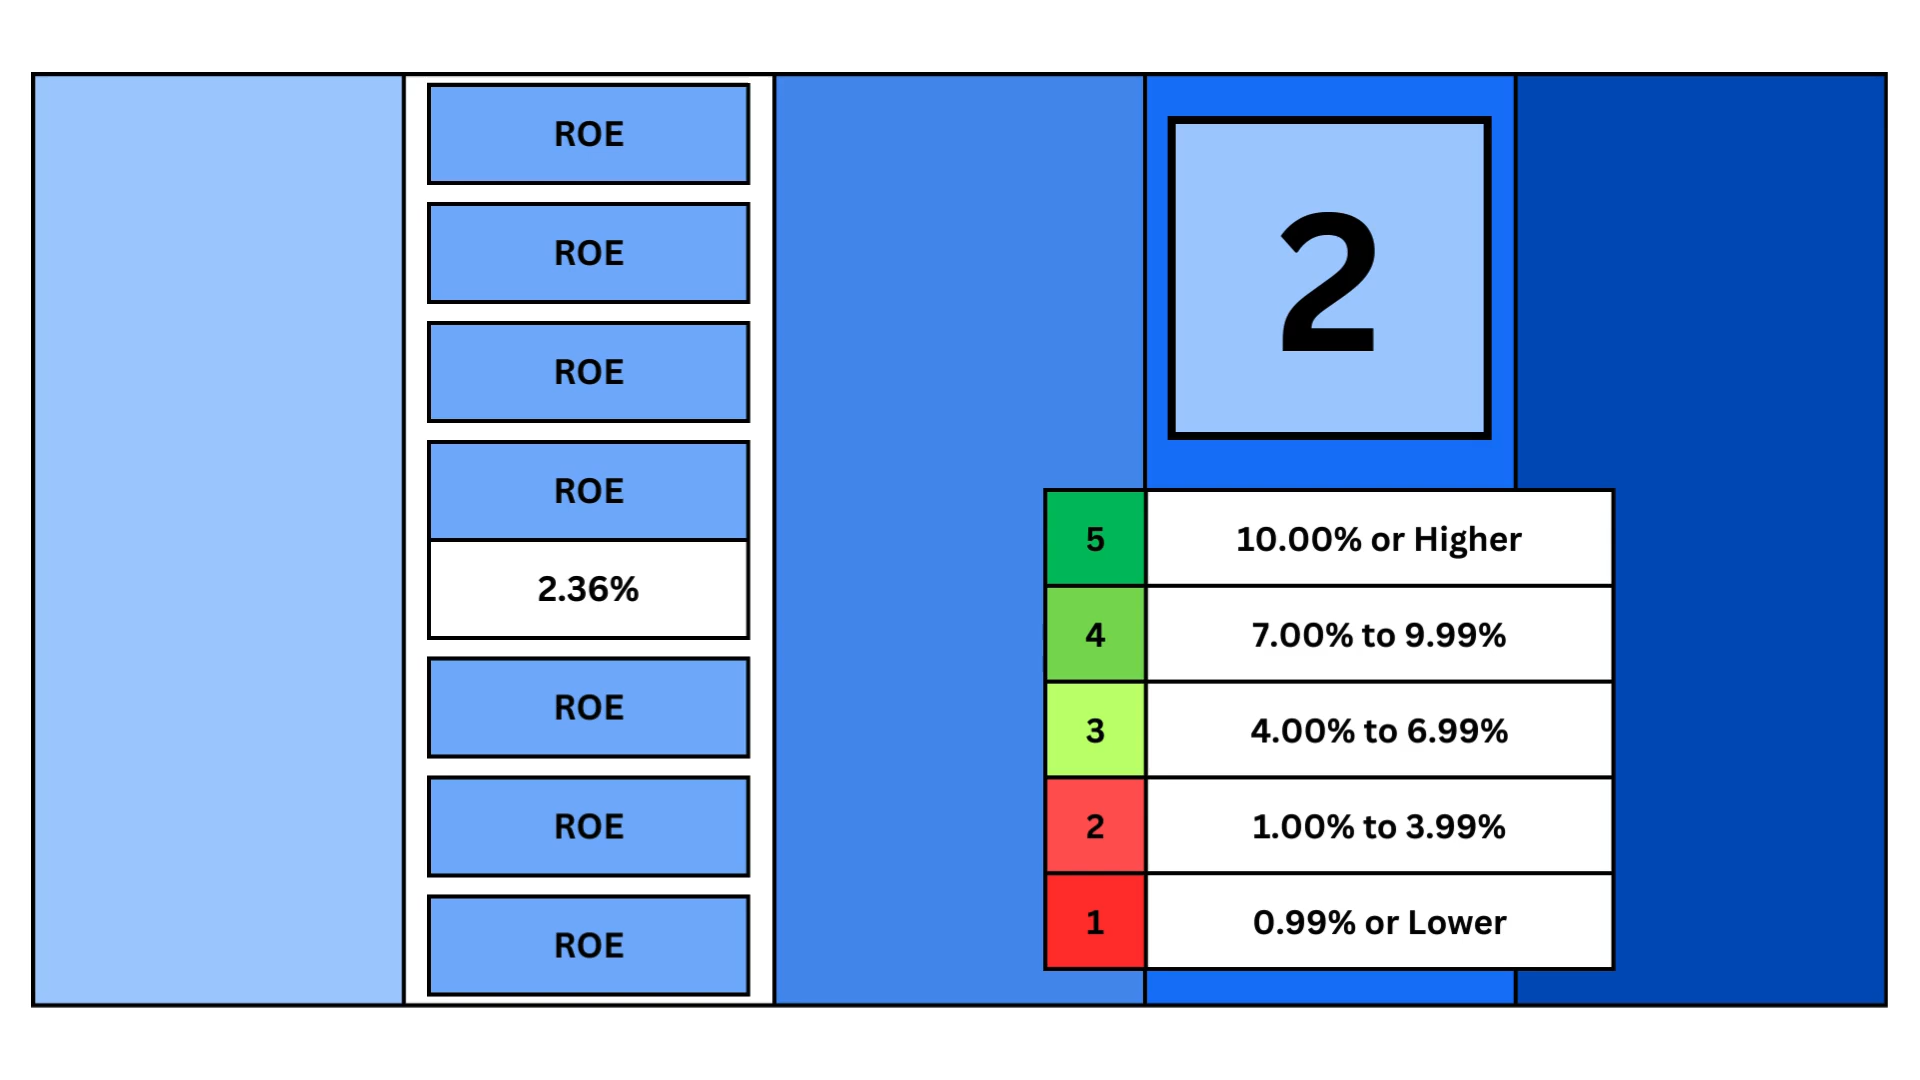 ROE
ROE
ROE
ROE
2.36%
ROE
ROE
ROE
2
5 10.00% or Higher
4 7.00% to 9.99%
3 4.00% to 6.99%
2 1.00% to 3.99%
1 0.99% or Lower